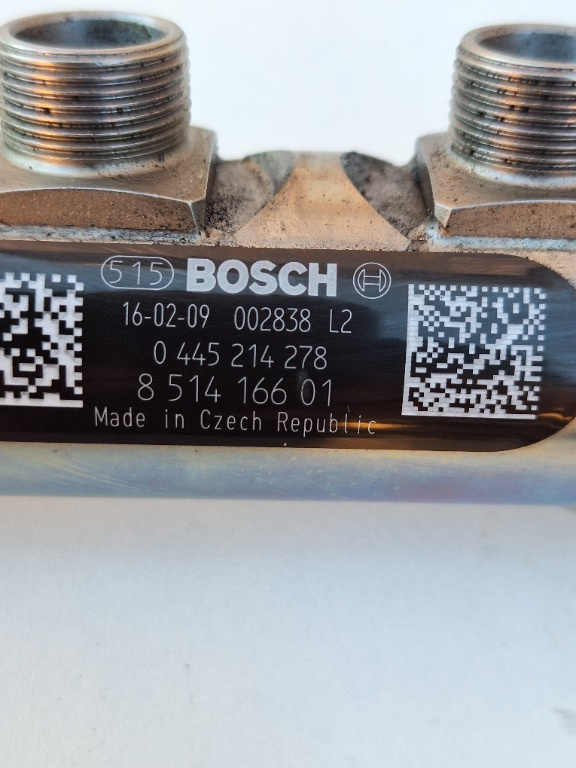 515 BOSCH
16-02-09 002838 L2
0 445 214 278
8 514 166 01
Made in Czech Republic